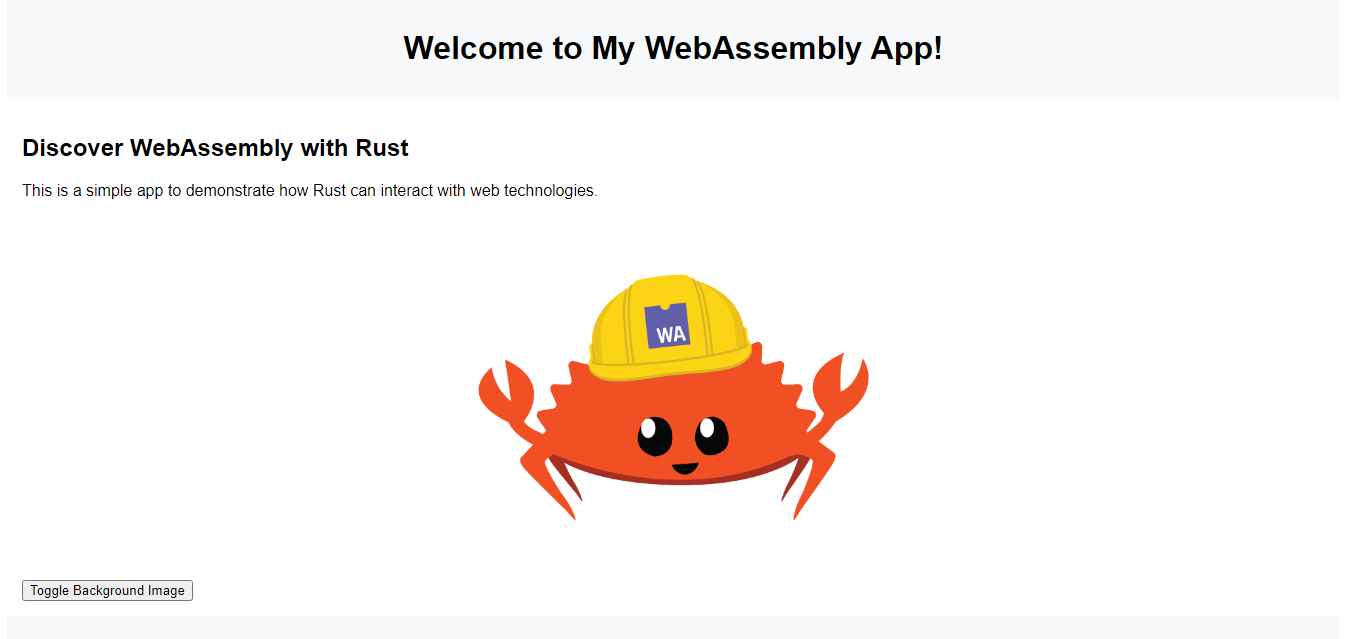 Welcome to My WebAssembly App!
Discover WebAssembly with Rust
This is a simple app to demonstrate how Rust can interact with web technologies.
WA
Toggle Background Image